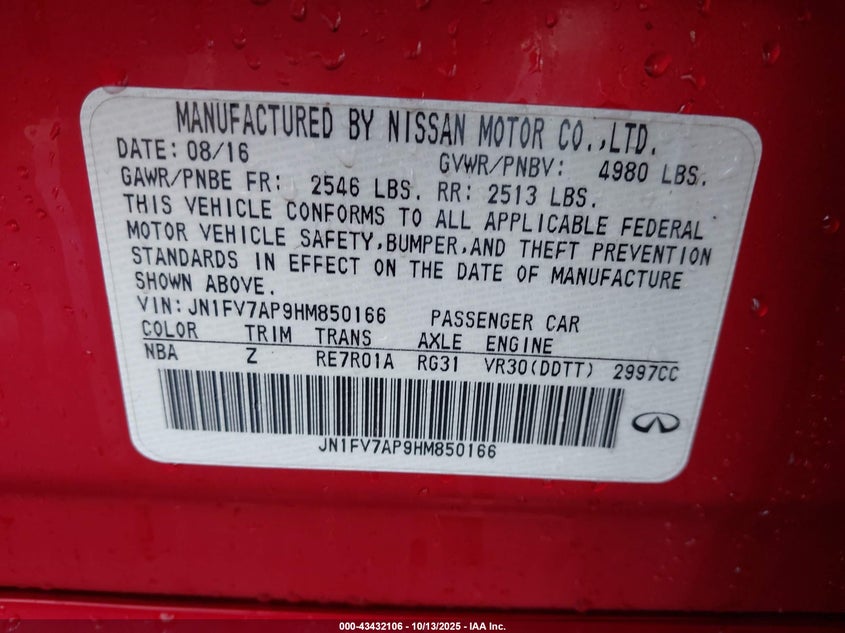 MANUFACTURED BY NISSAN MOTOR CO.,LTD.
DATE: 08/16 GVWR/PNBV: 4980 LBS.
GAWR/PNBE FR: 2546 LBS. RR: 2513 LBS.
THIS VEHICLE CONFORMS TO ALL APPLICABLE FEDERAL
MOTOR VEHICLE SAFETY,BUMPER,AND THEFT PREVENTION
STANDARDS IN EFFECT ON THE DATE OF MANUFACTURE
SHOWN ABOVE.
VIN:JN1FV7AP9HM850166 PASSENGER CAR
COLOR TRIM TRANS AXLE ENGINE
NBA Z RE7R01A RG31 VR30(DDTT) 2997CC
JN1FV7AP9HM850166
000-43432106 - 10/13/2025 - IAA Inc.